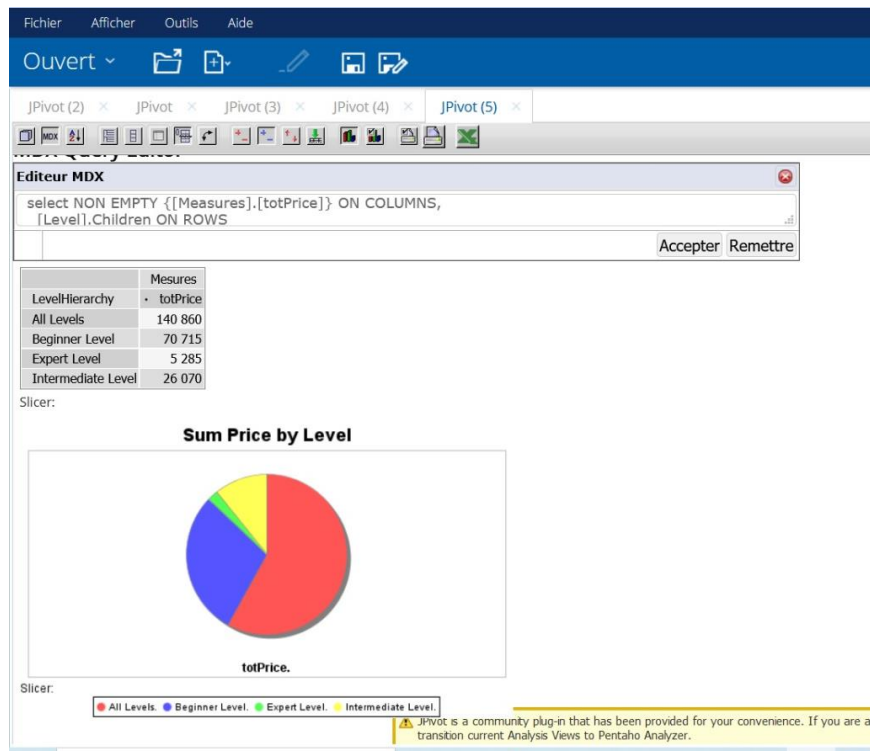 Fichier Afficher Outils Aide
Ouvert
JPivot (2) × JPivot × JPivot (3) × JPivot (4) × JPivot (5) ×
MDX
MDX Query Editor
Editeur MDX
select NON EMPTY {[Measures].[totPrice]} ON COLUMNS,
[Level].Children ON ROWS
Accepter Remettre
Mesures
LevelHierarchy • totPrice
All Levels 140 860
Beginner Level 70 715
Expert Level 5 285
Intermediate Level 26 070
Slicer:
Sum Price by Level
totPrice.
Slicer:
All Levels. Beginner Level. Expert Level. Intermediate Level.
JPivot is a community plug-in that has been provided for your convenience. If you are a
transition current Analysis Views to Pentaho Analyzer.